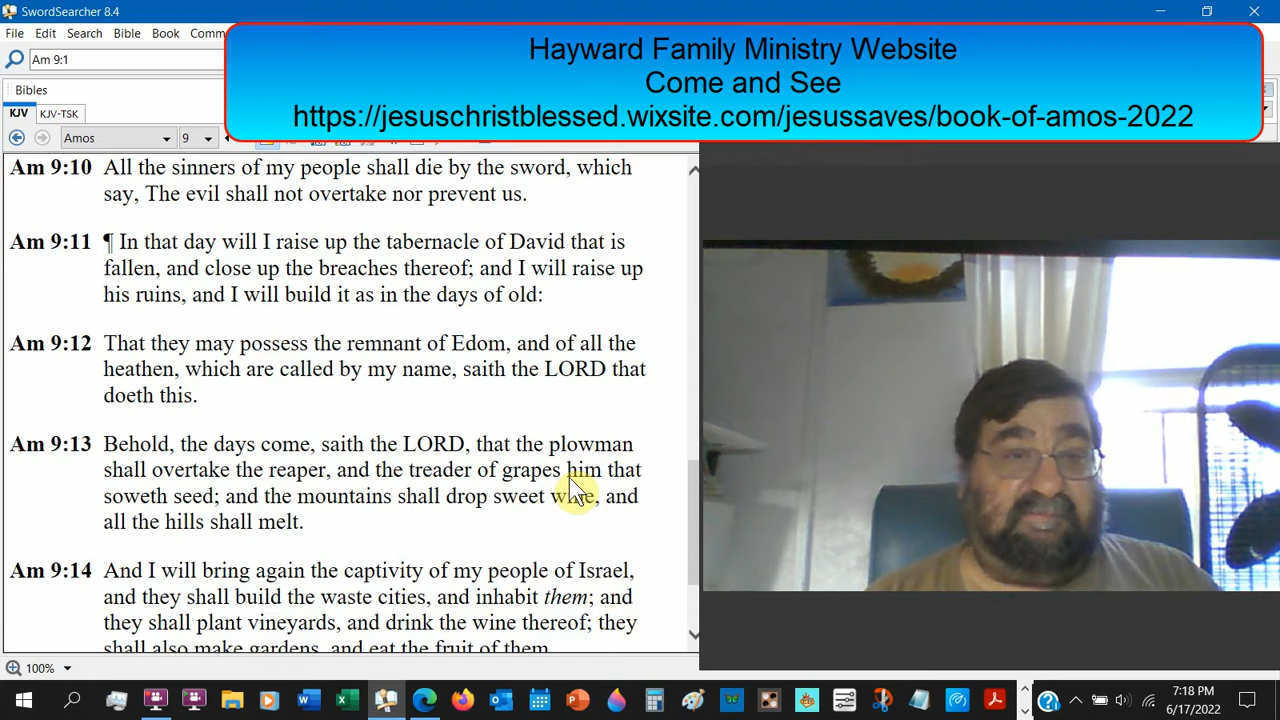 SwordSearcher 8.4
File Edit Search Bible Book Comm
Am 9:1
Hayward Family Ministry Website
Come and See
https://jesuschristblessed.wixsite.com/jesussaves/book-of-amos-2022
Bibles
KJV KJV-TSK
Amos 9
Am 9:10 All the sinners of my people shall die by the sword, which
say, The evil shall not overtake nor prevent us.
Am 9:11 ¶ In that day will I raise up the tabernacle of David that is
fallen, and close up the breaches thereof; and I will raise up
his ruins, and I will build it as in the days of old:
Am 9:12 That they may possess the remnant of Edom, and of all the
heathen, which are called by my name, saith the LORD that
doeth this.
Am 9:13 Behold, the days come, saith the LORD, that the plowman
shall overtake the reaper, and the treader of grapes him that
soweth seed; and the mountains shall drop sweet wine, and
all the hills shall melt.
Am 9:14 And I will bring again the captivity of my people of Israel,
and they shall build the waste cities, and inhabit them; and
they shall plant vineyards, and drink the wine thereof; they
shall also make gardens, and eat the fruit of them.
100%
7:18 PM
6/17/2022